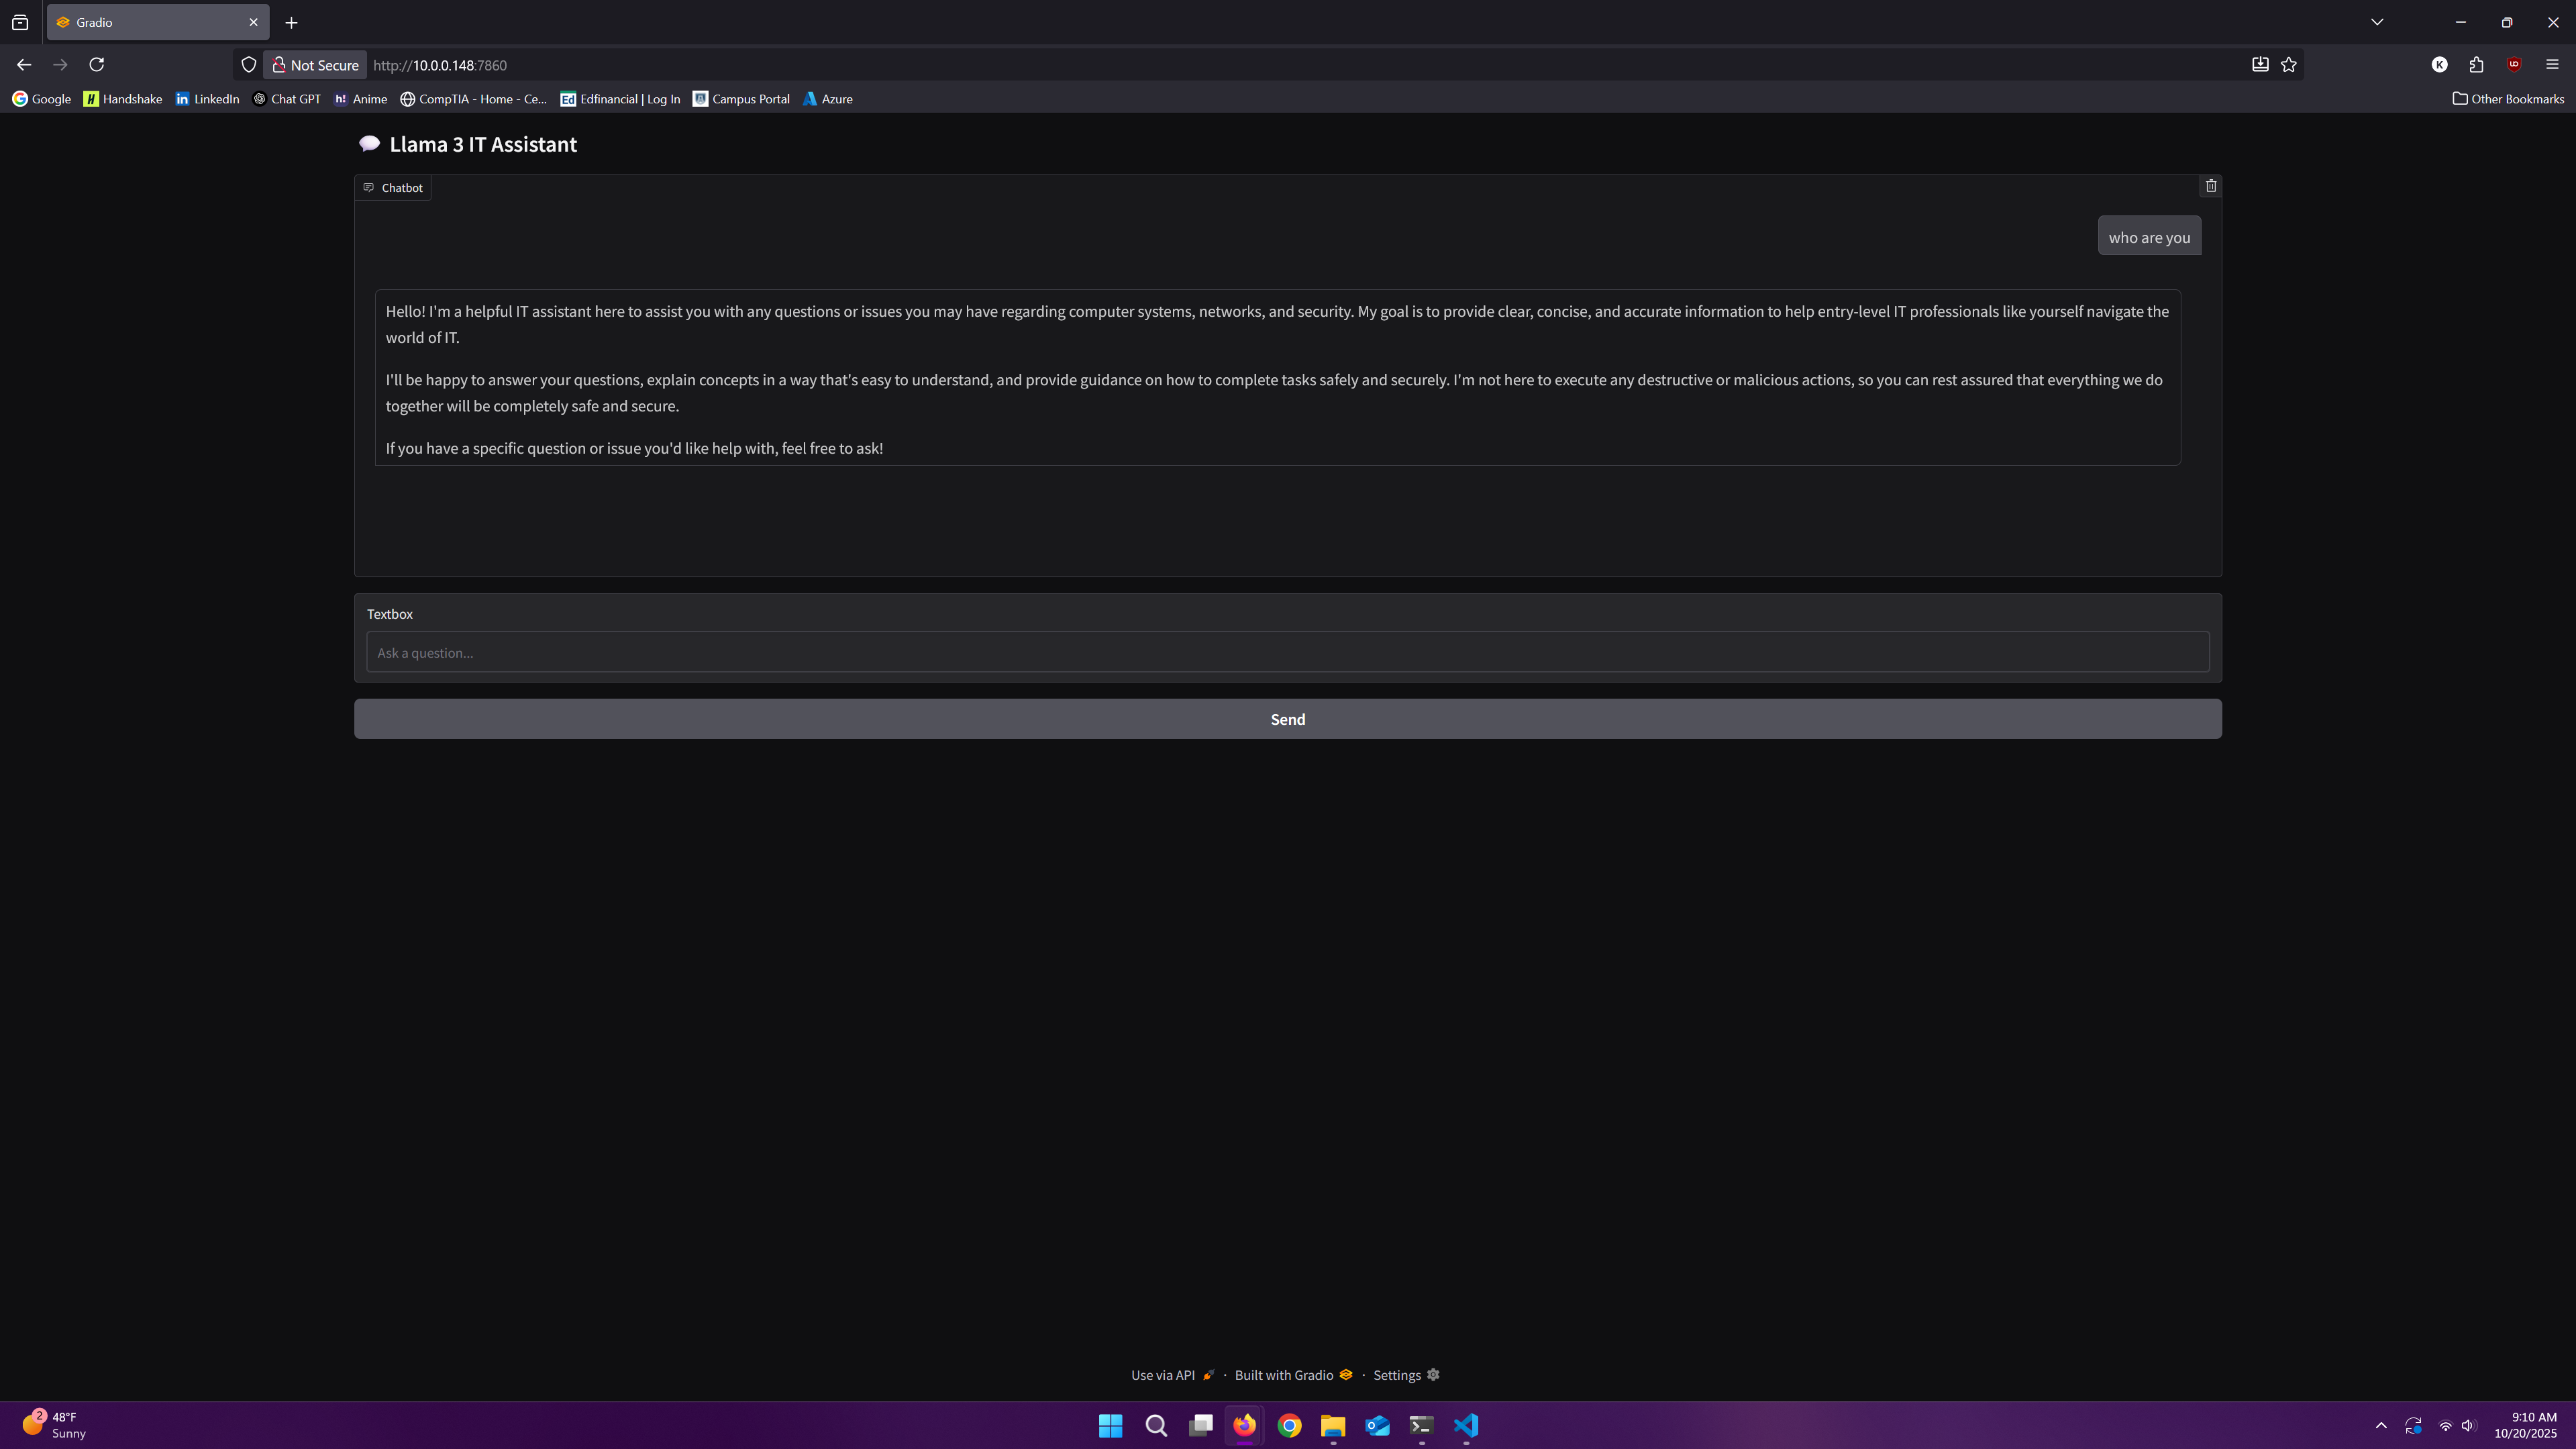 Gradio
Not Secure http://10.0.0.148:7860
Google Handshake LinkedIn Chat GPT h! Anime CompTIA - Home - Ce... Ed Edfinancial | Log In Campus Portal Azure Other Bookmarks
Llama 3 IT Assistant
Chatbot
who are you
Hello! I'm a helpful IT assistant here to assist you with any questions or issues you may have regarding computer systems, networks, and security. My goal is to provide clear, concise, and accurate information to help entry-level IT professionals like yourself navigate the
world of IT.
I'll be happy to answer your questions, explain concepts in a way that's easy to understand, and provide guidance on how to complete tasks safely and securely. I'm not here to execute any destructive or malicious actions, so you can rest assured that everything we do
together will be completely safe and secure.
If you have a specific question or issue you'd like help with, feel free to ask!
Textbox
Ask a question...
Send
Use via API · Built with Gradio · Settings
2 48°F
Sunny
9:10 AM
10/20/2025